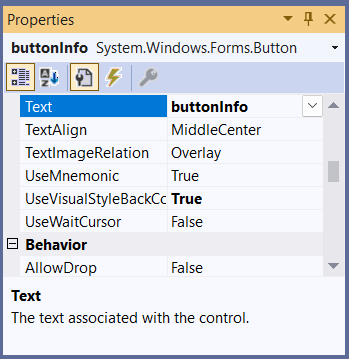 Properties
buttonInfo System.Windows.Forms.Button
Text buttonInfo
TextAlign MiddleCenter
TextImageRelation Overlay
UseMnemonic True
UseVisualStyleBackCo True
UseWaitCursor False
Behavior
AllowDrop False
Text
The text associated with the control.